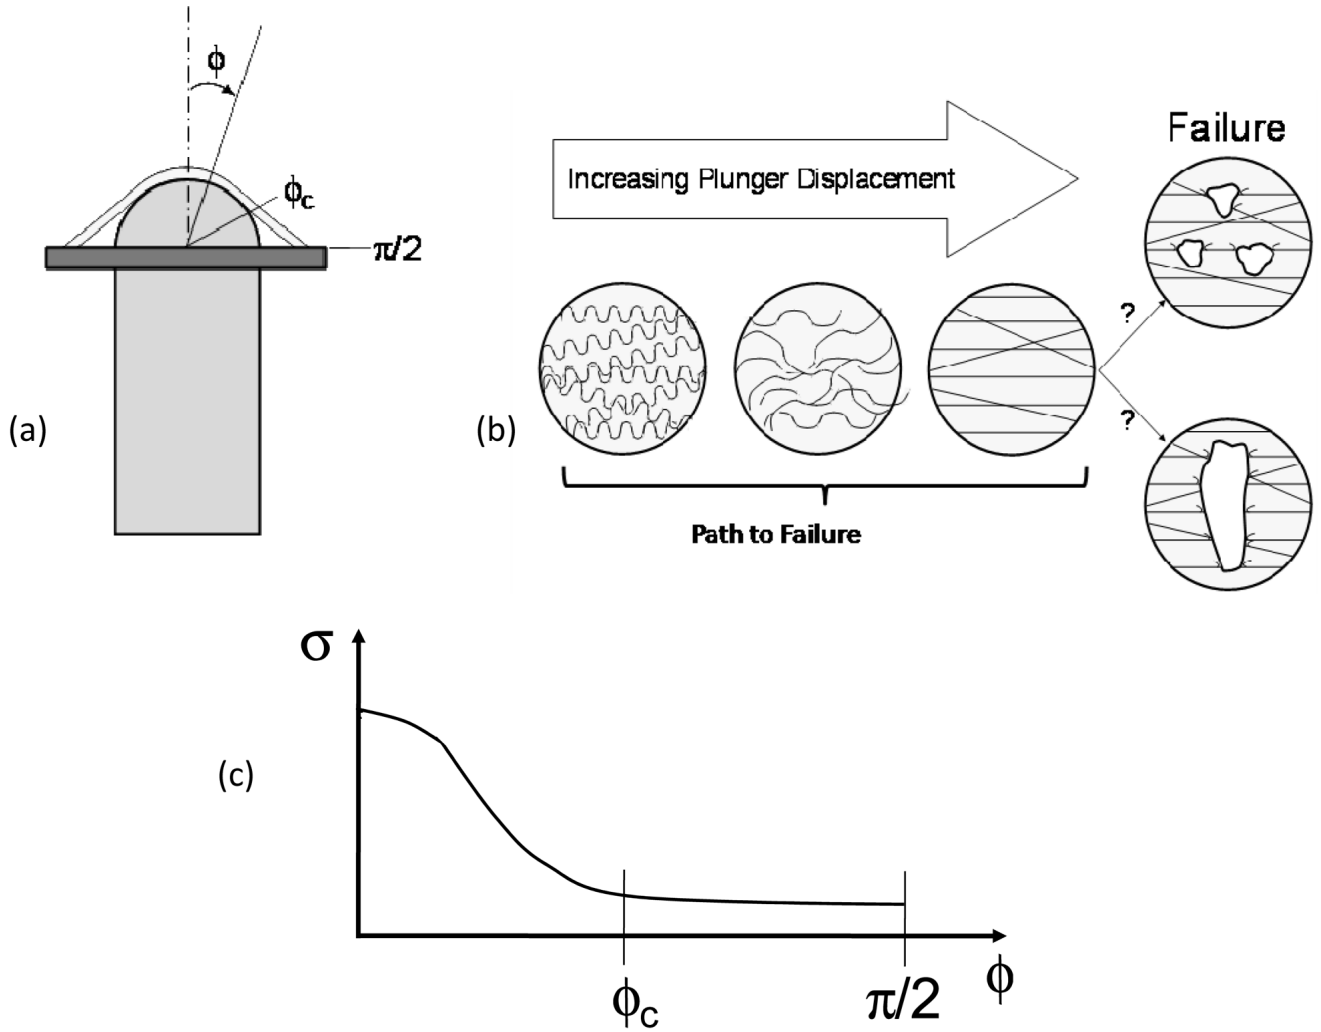 ϕ
ϕc
π/2
(a)
Increasing Plunger Displacement
Failure
?
?
(b)
Path to Failure
σ
(c)
ϕc
π/2
ϕ